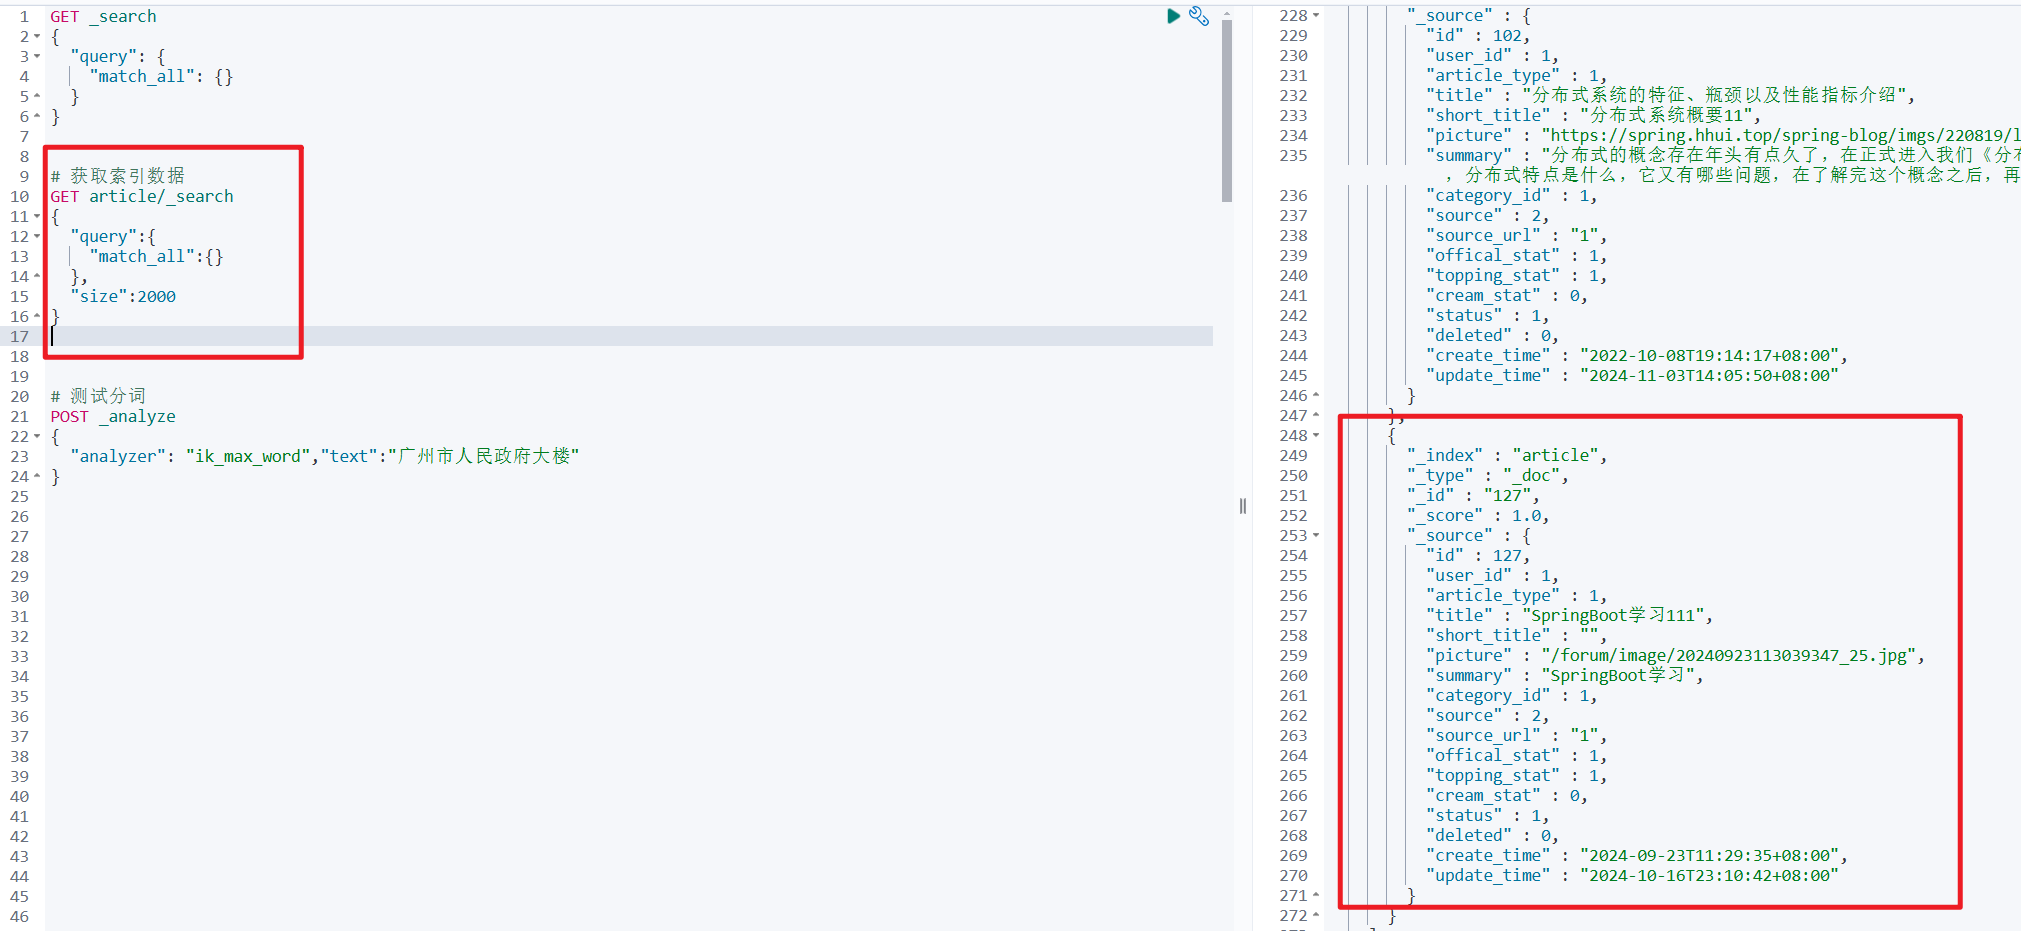 1 GET _search
2 {
3 "query": {
4 "match_all": {}
5 }
6 }
7
8
9 # 获取索引数据
10 GET article/_search
11 {
12 "query":{
13 "match_all":{}
14 },
15 "size":2000
16 }
17
18
19
20 # 测试分词
21 POST _analyze
22 {
23 "analyzer": "ik_max_word","text":"广州市人民政府大楼"
24 }
25
26
27
28
29
30
31
32
33
34
35
36
37
38
39
40
41
42
43
44
45
46
228 "_source" : {
229 "id" : 102,
230 "user_id" : 1,
231 "article_type" : 1,
232 "title" : "分布式系统的特征、瓶颈以及性能指标介绍",
233 "short_title" : "分布式系统概要11",
234 "picture" : "https://spring.hhui.top/spring-blog/imgs/220819/l
235 "summary" : "分布式的概念存在年头有点久了，在正式进入我们《分布
，分布式特点是什么，它又有哪些问题，在了解完这个概念之后，再
236 "category_id" : 1,
237 "source" : 2,
238 "source_url" : "1",
239 "offical_stat" : 1,
240 "topping_stat" : 1,
241 "cream_stat" : 0,
242 "status" : 1,
243 "deleted" : 0,
244 "create_time" : "2022-10-08T19:14:17+08:00",
245 "update_time" : "2024-11-03T14:05:50+08:00"
246 }
247 },
248 {
249 "_index" : "article",
250 "_type" : "_doc",
251 "_id" : "127",
252 "_score" : 1.0,
253 "_source" : {
254 "id" : 127,
255 "user_id" : 1,
256 "article_type" : 1,
257 "title" : "SpringBoot学习111",
258 "short_title" : "",
259 "picture" : "/forum/image/20240923113039347_25.jpg",
260 "summary" : "SpringBoot学习",
261 "category_id" : 1,
262 "source" : 2,
263 "source_url" : "1",
264 "offical_stat" : 1,
265 "topping_stat" : 1,
266 "cream_stat" : 0,
267 "status" : 1,
268 "deleted" : 0,
269 "create_time" : "2024-09-23T11:29:35+08:00",
270 "update_time" : "2024-10-16T23:10:42+08:00"
271 }
272 }